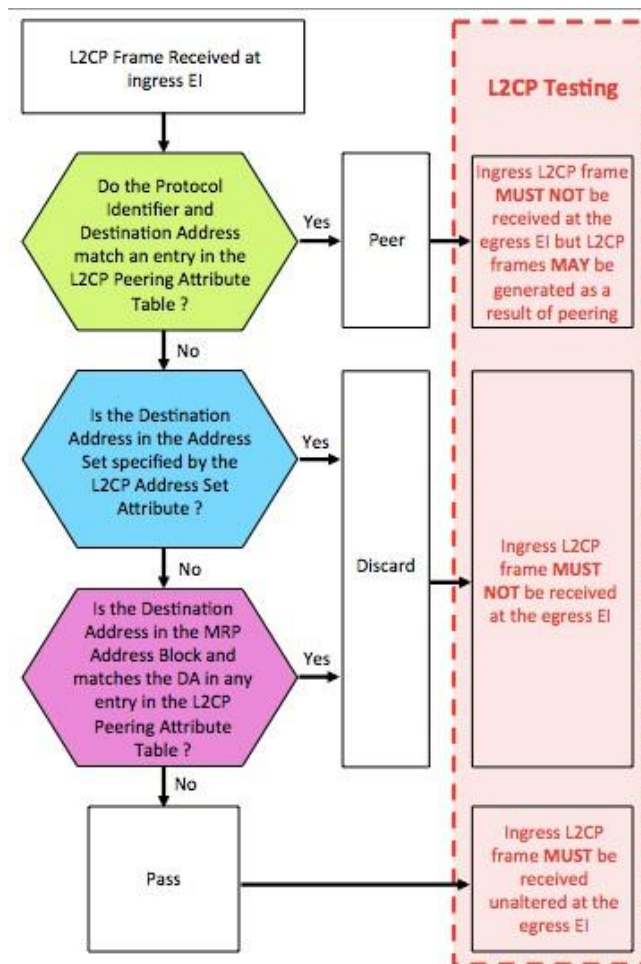 L2CP Frame Received at
ingress EI
L2CP Testing
Do the Protocol
Identifier and
Destination Address
match an entry in the
L2CP Peering Attribute
Table ?
Yes
Peer
Ingress L2CP frame
MUST NOT be
received at the
egress EI but L2CP
frames MAY be
generated as a
result of peering
No
Is the Destination
Address in the Address
Set specified by the
L2CP Address Set
Attribute ?
Yes
No
Is the Destination
Address in the MRP
Address Block and
matches the DA in any
entry in the L2CP
Peering Attribute
Table ?
Yes
Discard
Ingress L2CP
frame MUST
NOT be received
at the egress EI
No
Pass
Ingress L2CP
frame MUST be
received
unaltered at the
egress EI